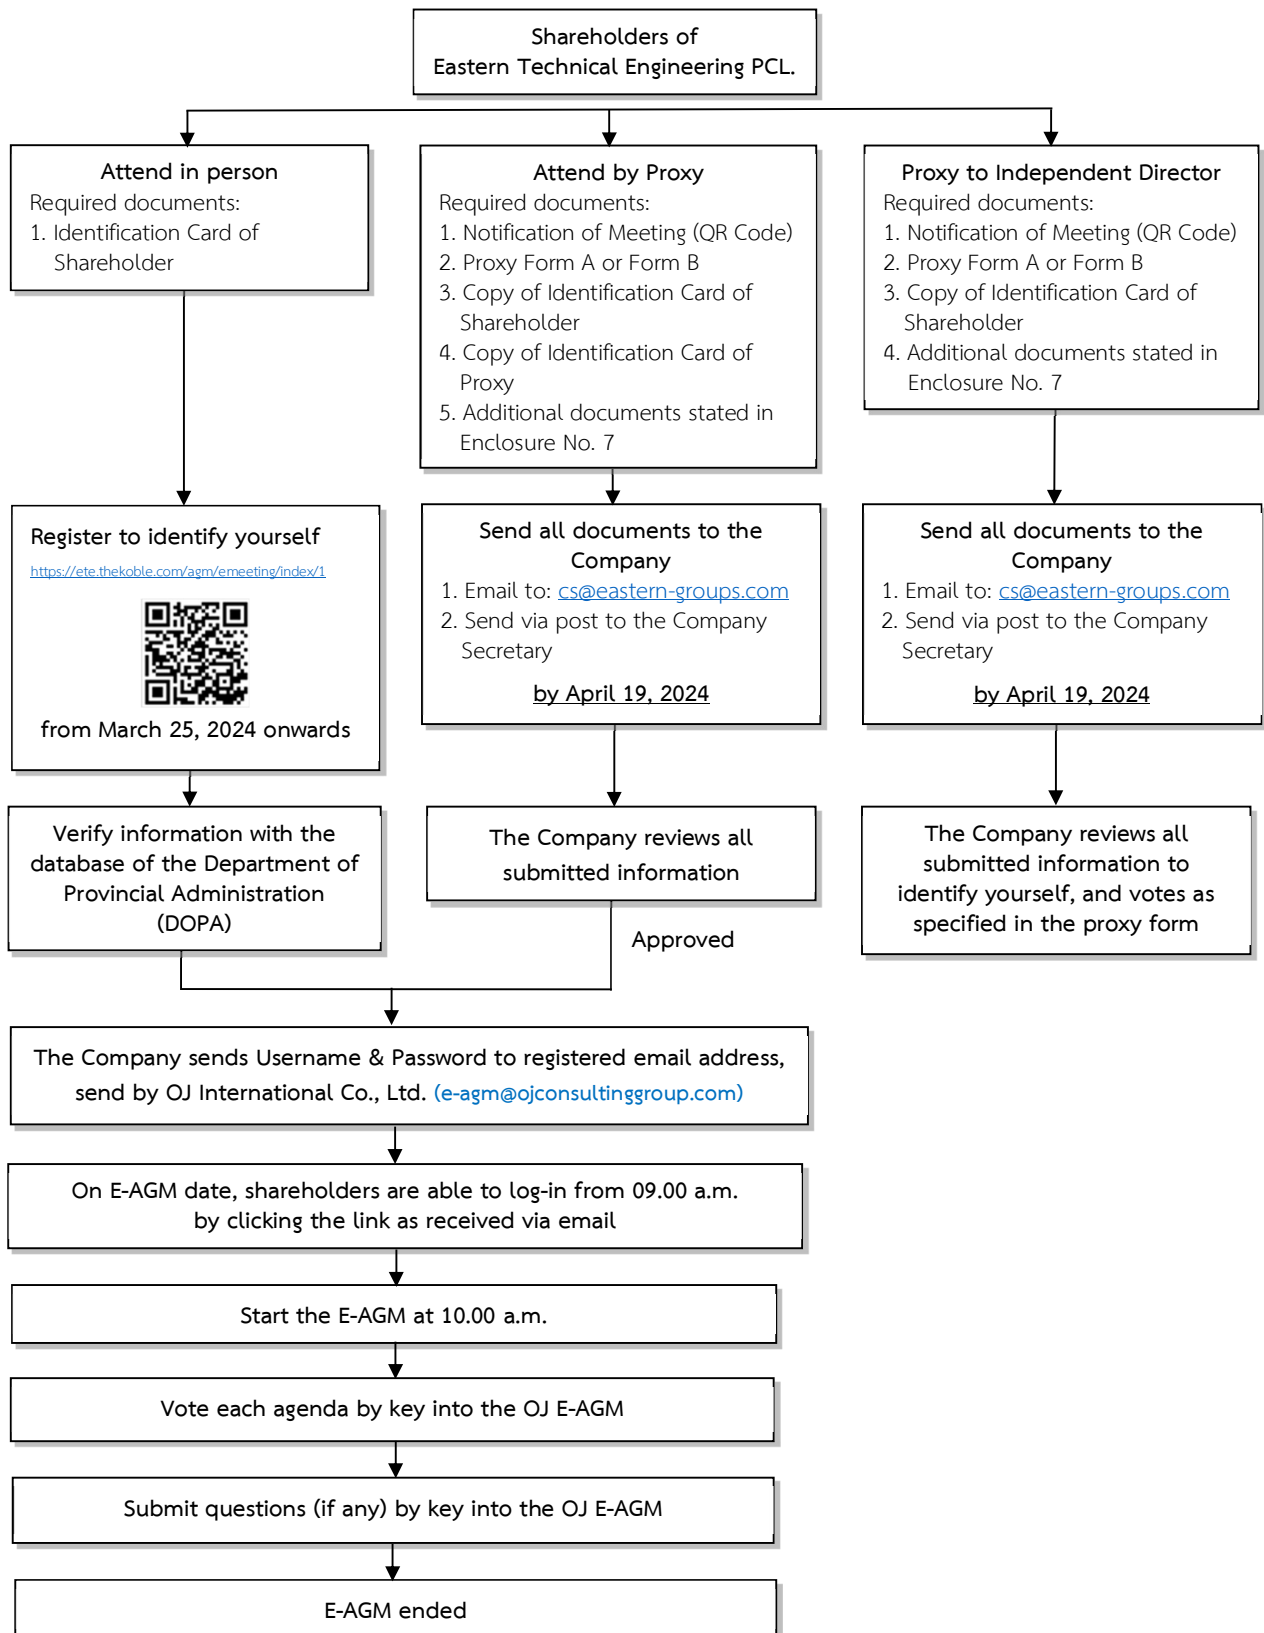 Shareholders of
Eastern Technical Engineering PCL.
Attend in person
Required documents:
1. Identification Card of
Shareholder
Attend by Proxy
Required documents:
1. Notification of Meeting (QR Code)
2. Proxy Form A or Form B
3. Copy of Identification Card of
Shareholder
4. Copy of Identification Card of
Proxy
5. Additional documents stated in
Enclosure No. 7
Proxy to Independent Director
Required documents:
1. Notification of Meeting (QR Code)
2. Proxy Form A or Form B
3. Copy of Identification Card of
Shareholder
4. Additional documents stated in
Enclosure No. 7
Register to identify yourself
https://ete.thekoble.com/agm/emeeting/index/1
from March 25, 2024 onwards
Send all documents to the
Company
1. Email to: cs@eastern-groups.com
2. Send via post to the Company
Secretary
by April 19, 2024
Send all documents to the
Company
1. Email to: cs@eastern-groups.com
2. Send via post to the Company
Secretary
by April 19, 2024
Verify information with the
database of the Department of
Provincial Administration
(DOPA)
The Company reviews all
submitted information
Approved
The Company reviews all
submitted information to
identify yourself, and votes as
specified in the proxy form
The Company sends Username & Password to registered email address,
send by OJ International Co., Ltd. (e-agm@ojconsultinggroup.com)
On E-AGM date, shareholders are able to log-in from 09.00 a.m.
by clicking the link as received via email
Start the E-AGM at 10.00 a.m.
Vote each agenda by key into the OJ E-AGM
Submit questions (if any) by key into the OJ E-AGM
E-AGM ended